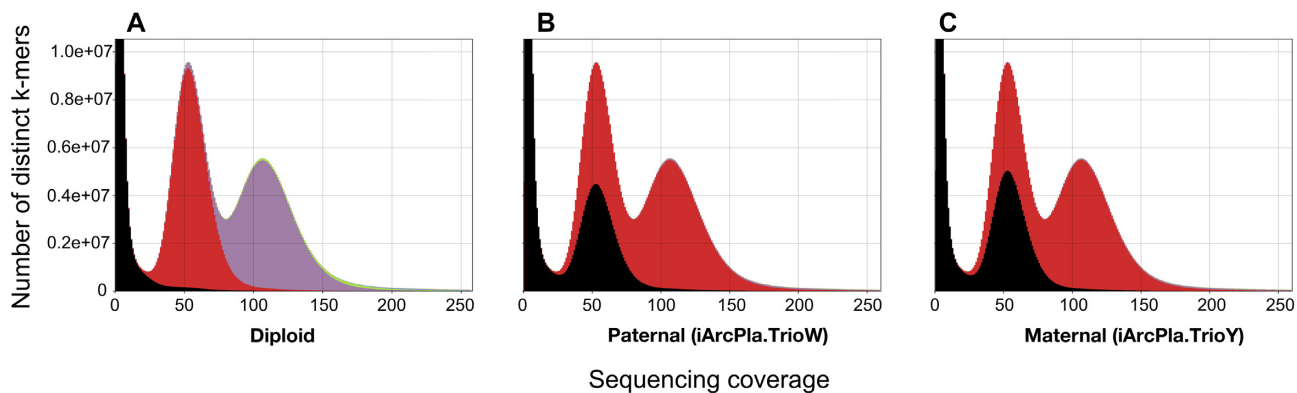 A
B
C
Number of distinct k-mers
1.0e+07
0.8e+07
0.6e+07
0.4e+07
0.2e+07
0
0 50 100 150 200 250
0 50 100 150 200 250
0 50 100 150 200 250
Diploid
Paternal (iArcPla.TrioW)
Maternal (iArcPla.TrioY)
Sequencing coverage